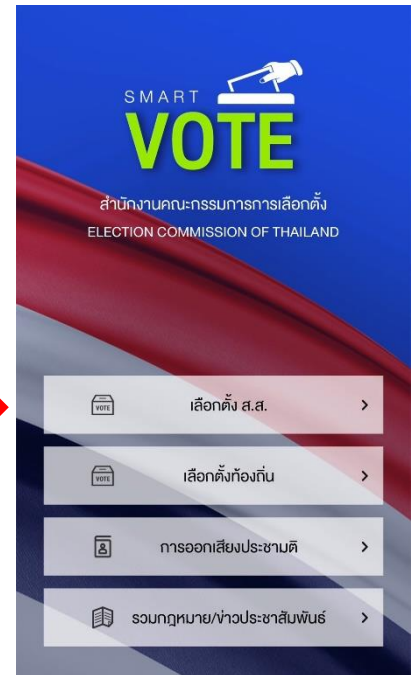 SMART
VOTE
สำนักงานคณะกรรมการการเลือกตั้ง
ELECTION COMMISSION OF THAILAND
VOTE เลือกตั้ง ส.ส.
VOTE เลือกตั้งท้องถิ่น
การออกเสียงประชามติ
รวมกฎหมาย/ข่าวประชาสัมพันธ์